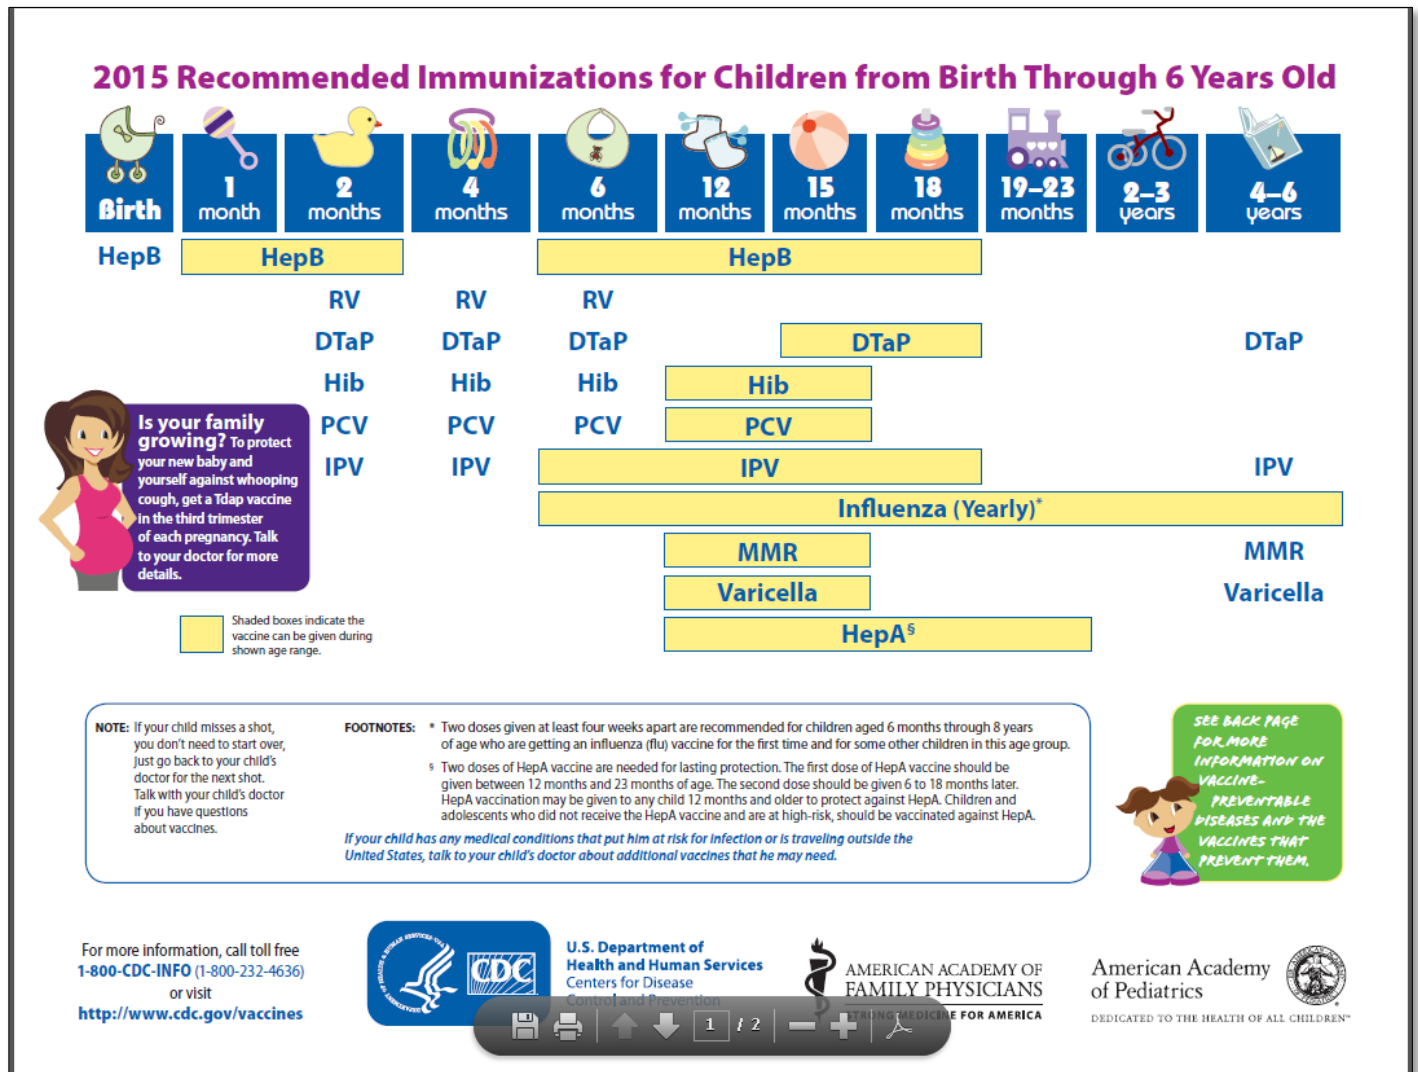 2015 Recommended Immunizations for Children from Birth Through 6 Years Old
Birth
1 month
2 months
4 months
6 months
12 months
15 months
18 months
19–23 months
2–3 years
4–6 years
HepB HepB HepB
RV RV RV
DTaP DTaP DTaP DTaP DTaP
Hib Hib Hib Hib
PCV PCV PCV PCV
IPV IPV IPV IPV
Influenza (Yearly)*
MMR MMR
Varicella Varicella
HepA§
Is your family
growing? To protect
your new baby and
yourself against whooping
cough, get a Tdap vaccine
in the third trimester
of each pregnancy. Talk
to your doctor for more
details.
Shaded boxes indicate the
vaccine can be given during
shown age range.
NOTE: If your child misses a shot,
you don't need to start over,
just go back to your child's
doctor for the next shot.
Talk with your child's doctor
if you have questions
about vaccines.
FOOTNOTES: * Two doses given at least four weeks apart are recommended for children aged 6 months through 8 years
of age who are getting an influenza (flu) vaccine for the first time and for some other children in this age group.
§ Two doses of HepA vaccine are needed for lasting protection. The first dose of HepA vaccine should be
given between 12 months and 23 months of age. The second dose should be given 6 to 18 months later.
HepA vaccination may be given to any child 12 months and older to protect against HepA. Children and
adolescents who did not receive the HepA vaccine and are at high-risk, should be vaccinated against HepA.
If your child has any medical conditions that put him at risk for infection or is traveling outside the
United States, talk to your child's doctor about additional vaccines that he may need.
SEE BACK PAGE
FOR MORE
INFORMATION ON
VACCINE-
PREVENTABLE
DISEASES AND THE
VACCINES THAT
PREVENT THEM.
For more information, call toll free
1-800-CDC-INFO (1-800-232-4636)
or visit
http://www.cdc.gov/vaccines
CDC
U.S. Department of
Health and Human Services
Centers for Disease
Control and Prevention
AMERICAN ACADEMY OF
FAMILY PHYSICIANS
STRONG MEDICINE FOR AMERICA
American Academy
of Pediatrics
DEDICATED TO THE HEALTH OF ALL CHILDREN™
1 / 2